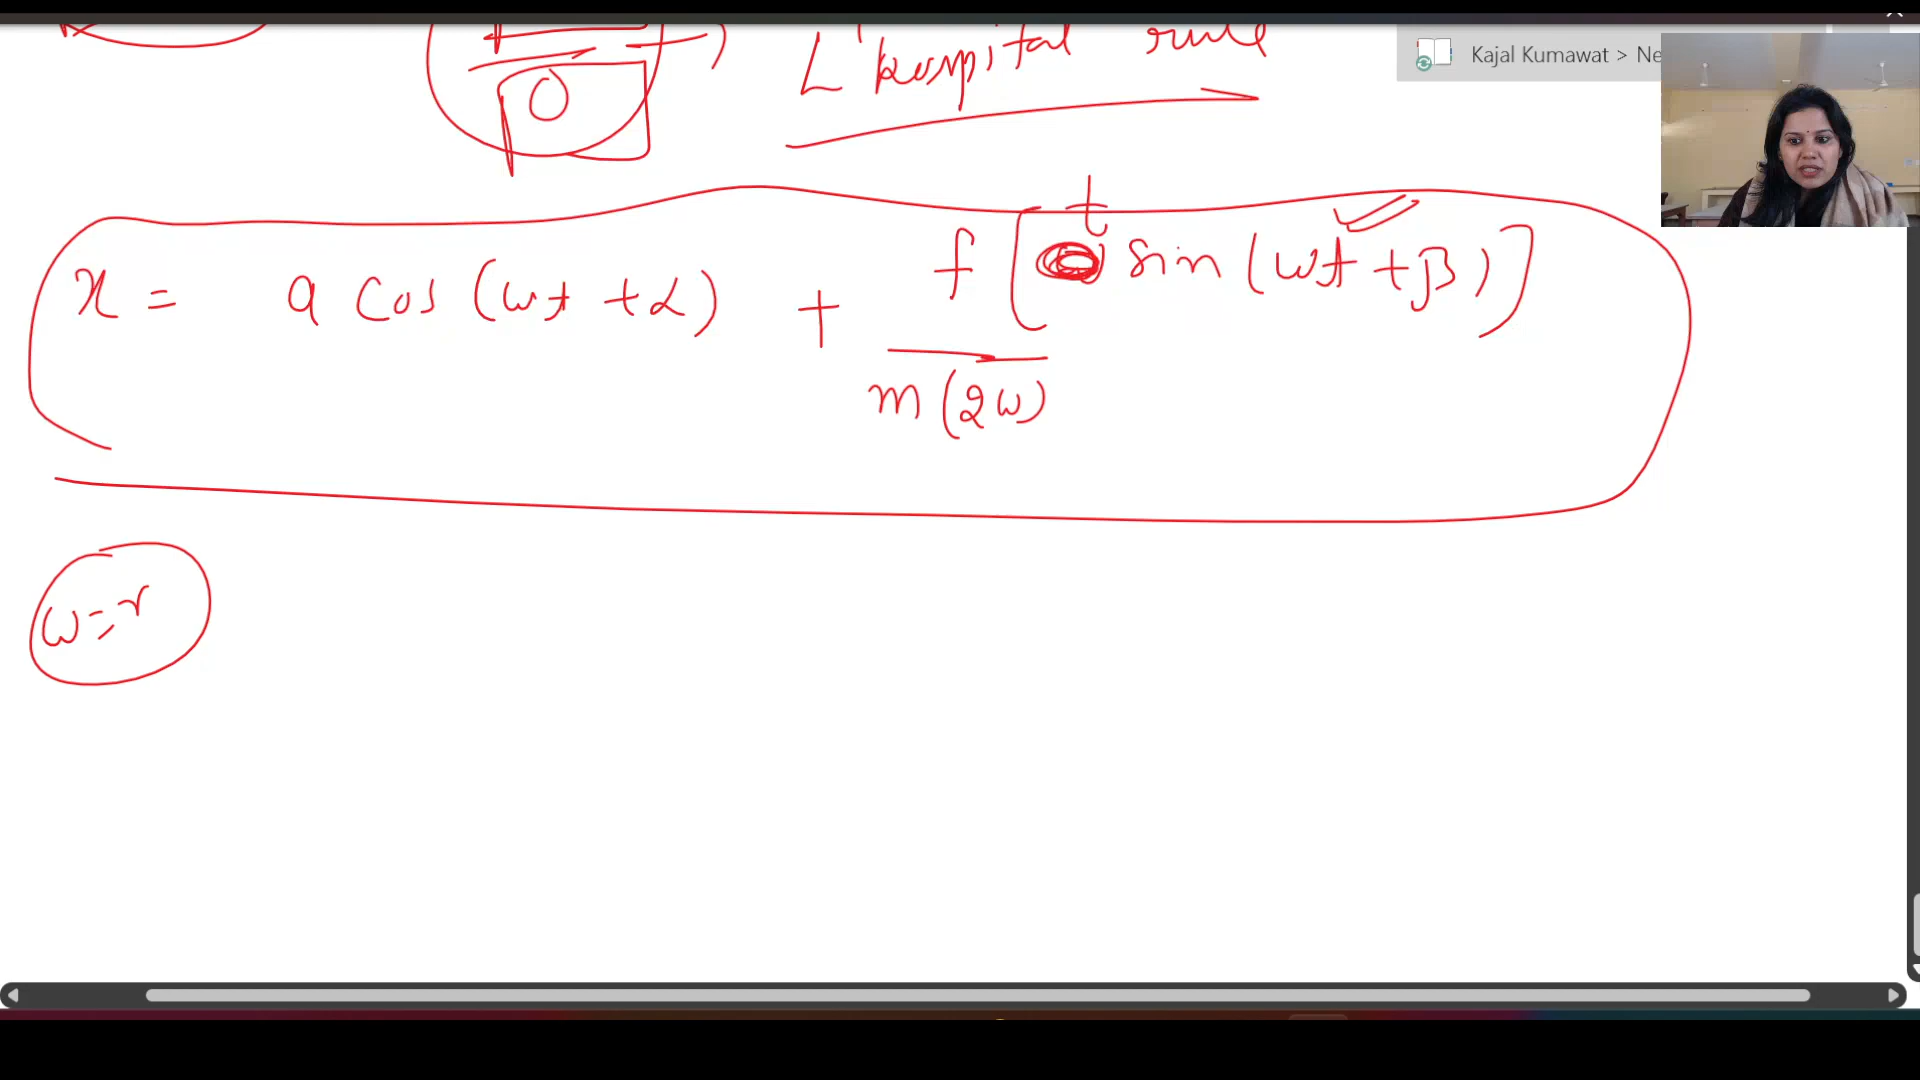 L'hospital rule
0
Kajal Kumawat > Ne
x = a cos (ωt + α) + f [ t sin (ωt + β) ]
m (2ω)
ω = r